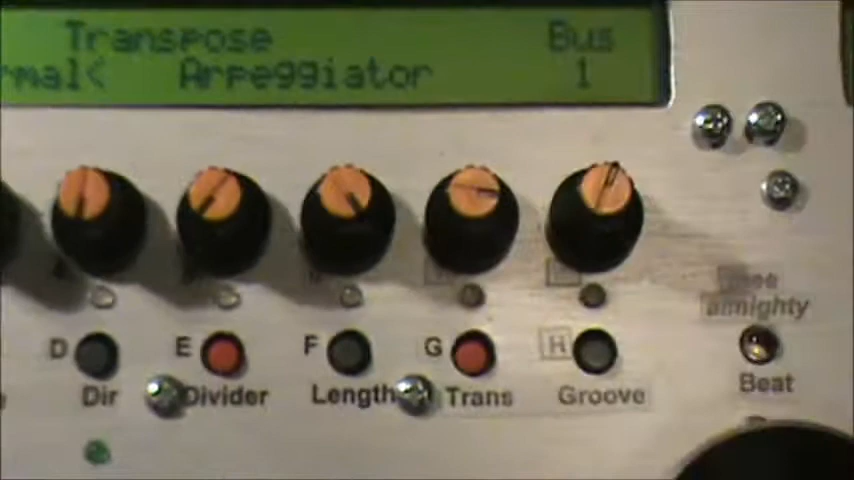 Transpose Bus
rmal< Arpeggiator 1
almighty
D E F G H
Dir Divider Length Trans Groove Beat